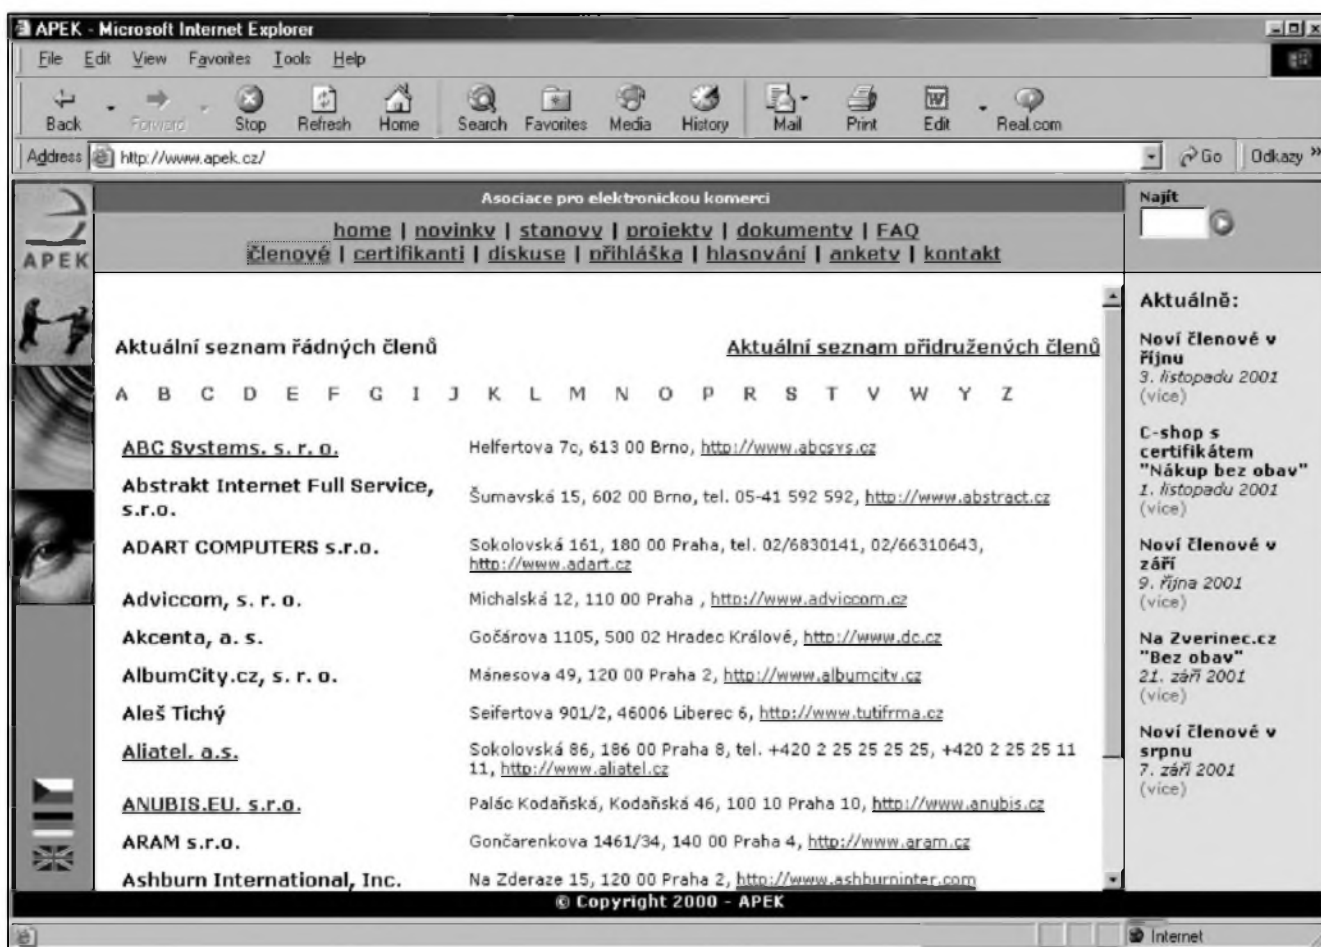 APEK - Microsoft Internet Explorer
File Edit View Favorites Tools Help
Back Forward Stop Refresh Home Search Favorites Media History Mail Print Edit Real.com
Address http://www.apek.cz/ Go Odkazy »
Asociace pro elektronickou komerci
home | novinky | stanovy | projekty | dokumenty | FAQ
členové | certifikanti | diskuse | přihláška | hlasování | ankety | kontakt
Najít
APEK
Aktuální seznam řádných členů Aktuální seznam přidružených členů
A B C D E F G I J K L M N O P R S T V W Y Z
ABC Systems, s. r. o. Helfertova 7c, 613 00 Brno, http://www.abcsys.cz
Abstrakt Internet Full Service,
s.r.o. Šumavská 15, 602 00 Brno, tel. 05-41 592 592, http://www.abstract.cz
ADART COMPUTERS s.r.o. Sokolovská 161, 180 00 Praha, tel. 02/6830141, 02/66310643,
http://www.adart.cz
Adviccom, s. r. o. Michalská 12, 110 00 Praha , http://www.adviccom.cz
Akcenta, a. s. Gočárova 1105, 500 02 Hradec Králové, http://www.dc.cz
AlbumCity.cz, s. r. o. Mánesova 49, 120 00 Praha 2, http://www.albumcity.cz
Aleš Tichý Seifertova 901/2, 46006 Liberec 6, http://www.tutifrma.cz
Aliatel, a.s. Sokolovská 86, 186 00 Praha 8, tel. +420 2 25 25 25 25, +420 2 25 25 11
11, http://www.aliatel.cz
ANUBIS.EU, s.r.o. Palác Kodaňská, Kodaňská 46, 100 10 Praha 10, http://www.anubis.cz
ARAM s.r.o. Gončarenkova 1461/34, 140 00 Praha 4, http://www.aram.cz
Ashburn International, Inc. Na Zderaze 15, 120 00 Praha 2, http://www.ashburninter.com
Aktuálně:
Noví členové v
říjnu
3. listopadu 2001
(více)
C-shop s
certifikátem
"Nákup bez obav"
1. listopadu 2001
(více)
Noví členové v
září
9. října 2001
(více)
Na Zverinec.cz
"Bez obav"
21. září 2001
(více)
Noví členové v
srpnu
7. září 2001
(více)
© Copyright 2000 - APEK
Internet